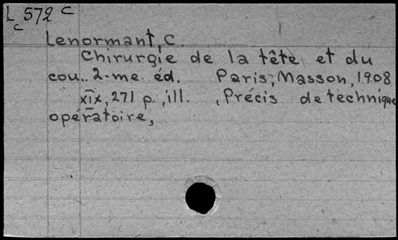 L 572 c
c
Lenormant, C.
Chirurgie de la tête et du
cou.. 2-me éd. Paris, Masson, 1908
XIX, 271 p., ill. , Précis de technique
opératoire,